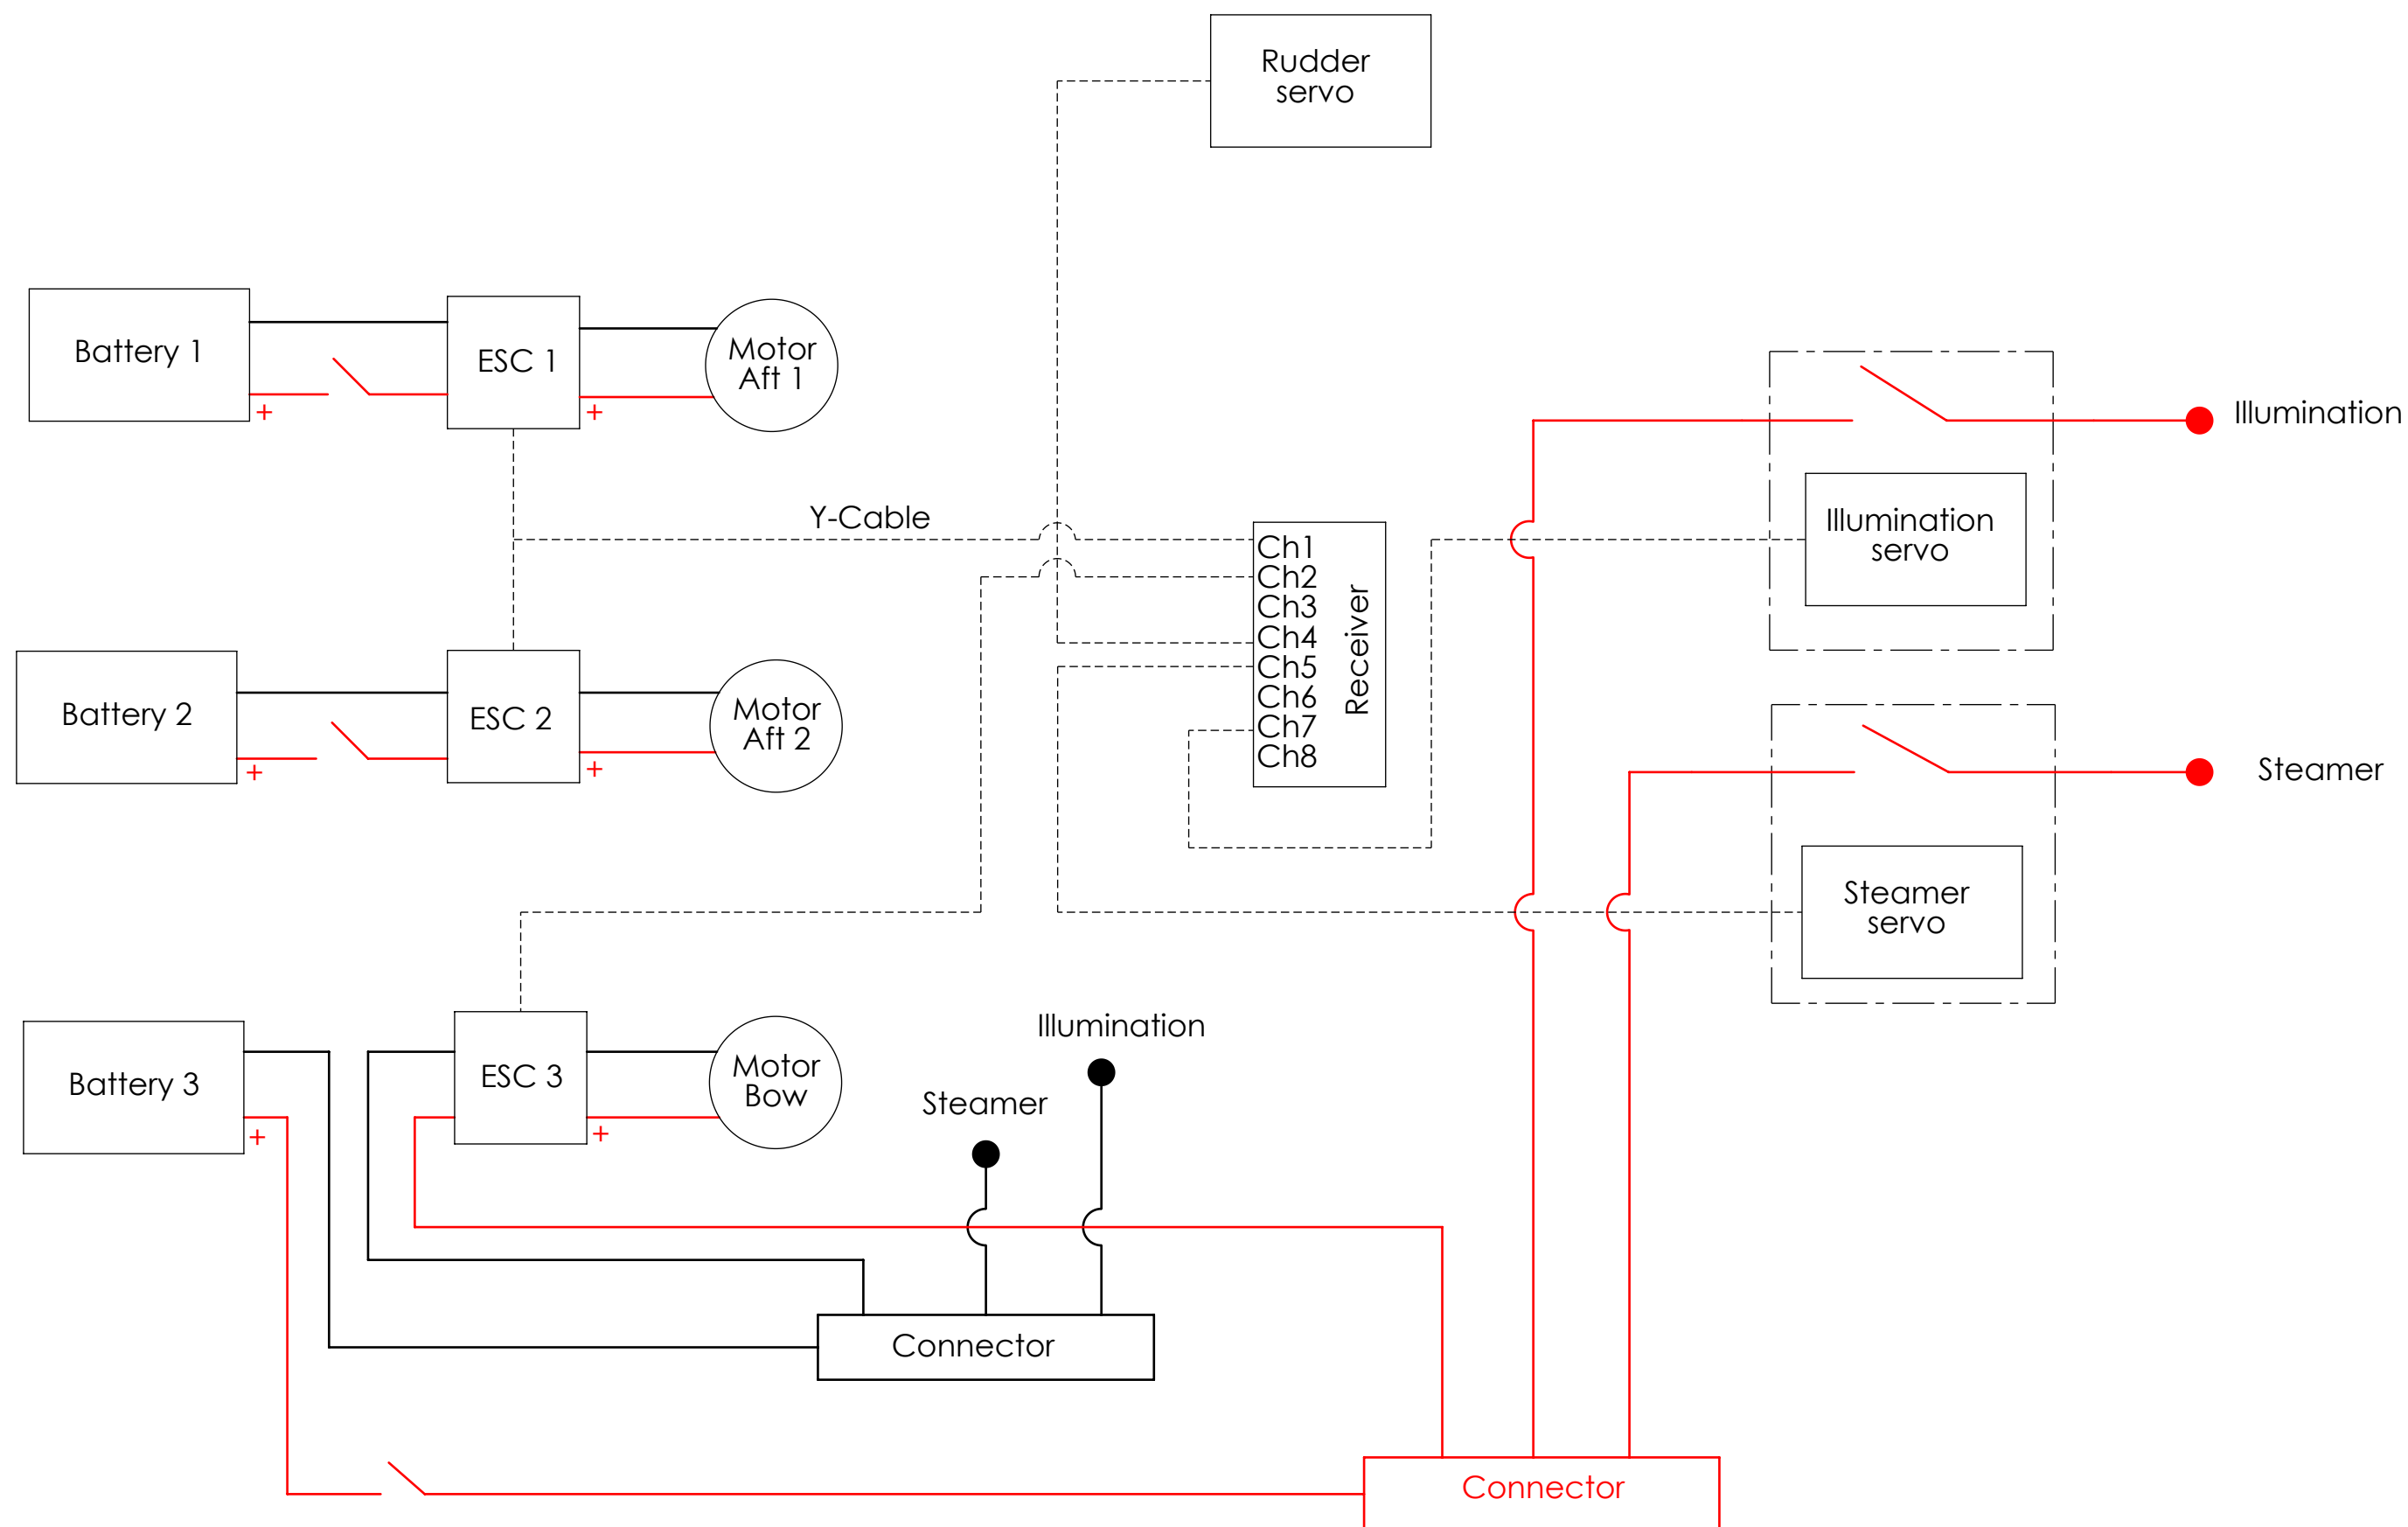 Rudder
servo
Battery 1
+
ESC 1
+
Motor
Aft 1
Illumination
Y-Cable
Illumination
servo
Ch1
Ch2
Ch3
Ch4
Ch5
Ch6
Ch7
Ch8
Receiver
Battery 2
+
ESC 2
+
Motor
Aft 2
Steamer
Steamer
servo
Battery 3
+
ESC 3
+
Motor
Bow
Illumination
Steamer
Connector
Connector